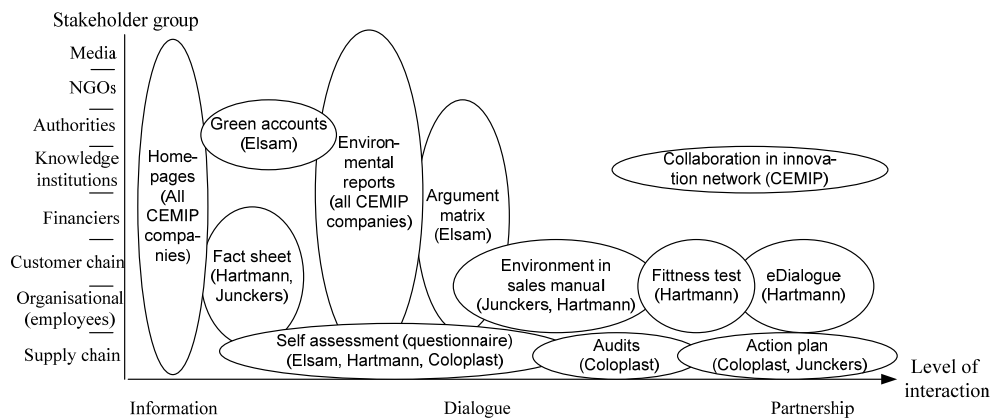 Stakeholder group
Media
NGOs
Authorities
Knowledge
institutions
Financiers
Customer chain
Organisational
(employees)
Supply chain
Home-
pages
(All
CEMIP
compa-
nies)
Green accounts
(Elsam)
Fact sheet
(Hartmann,
Junckers)
Environ-
mental
reports
(all CEMIP
companies)
Argument
matrix
(Elsam)
Collaboration in innova-
tion network (CEMIP)
Environment in
sales manual
(Junckers, Hartmann)
Fittness test
(Hartmann)
eDialogue
(Hartmann)
Self assessment (questionnaire)
(Elsam, Hartmann, Coloplast)
Audits
(Coloplast)
Action plan
(Coloplast, Junckers)
Level of
interaction
Information
Dialogue
Partnership